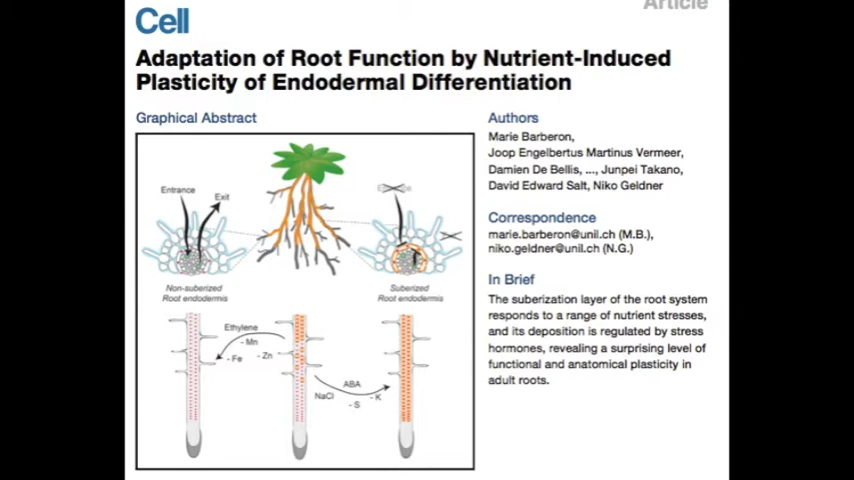 Article
Cell
Adaptation of Root Function by Nutrient-Induced
Plasticity of Endodermal Differentiation
Graphical Abstract
Entrance
Exit
Non-suberized
Root endodermis
Entrance
Exit
Suberized
Root endodermis
Ethylene
- Mn
- Zn
- Fe
ABA
NaCl
- K
- S
Authors
Marie Barberon,
Joop Engelbertus Martinus Vermeer,
Damien De Bellis, ..., Junpei Takano,
David Edward Salt, Niko Geldner
Correspondence
marie.barberon@unil.ch (M.B.),
niko.geldner@unil.ch (N.G.)
In Brief
The suberization layer of the root system
responds to a range of nutrient stresses,
and its deposition is regulated by stress
hormones, revealing a surprising level of
functional and anatomical plasticity in
adult roots.